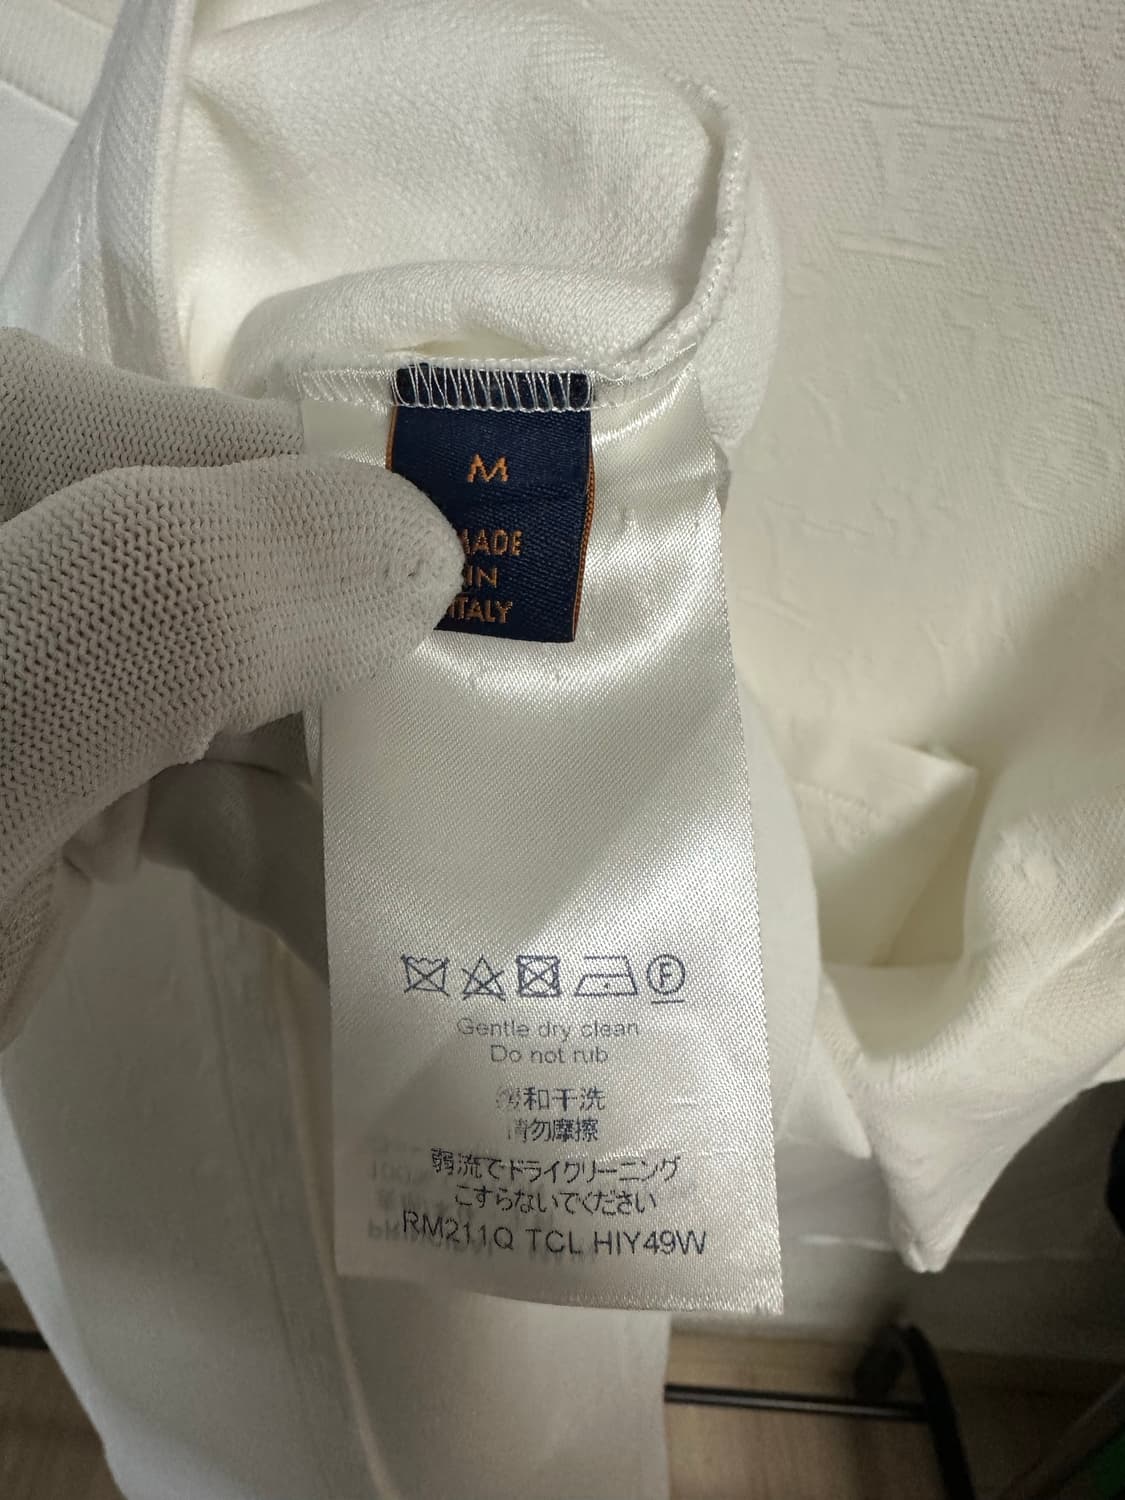 M
MADE
IN
ITALY
F
Gentle dry clean
Do not rub
缓和干洗
请勿摩擦
弱流でドライクリーニング
こすらないでください
RM211Q TCL HIY49W